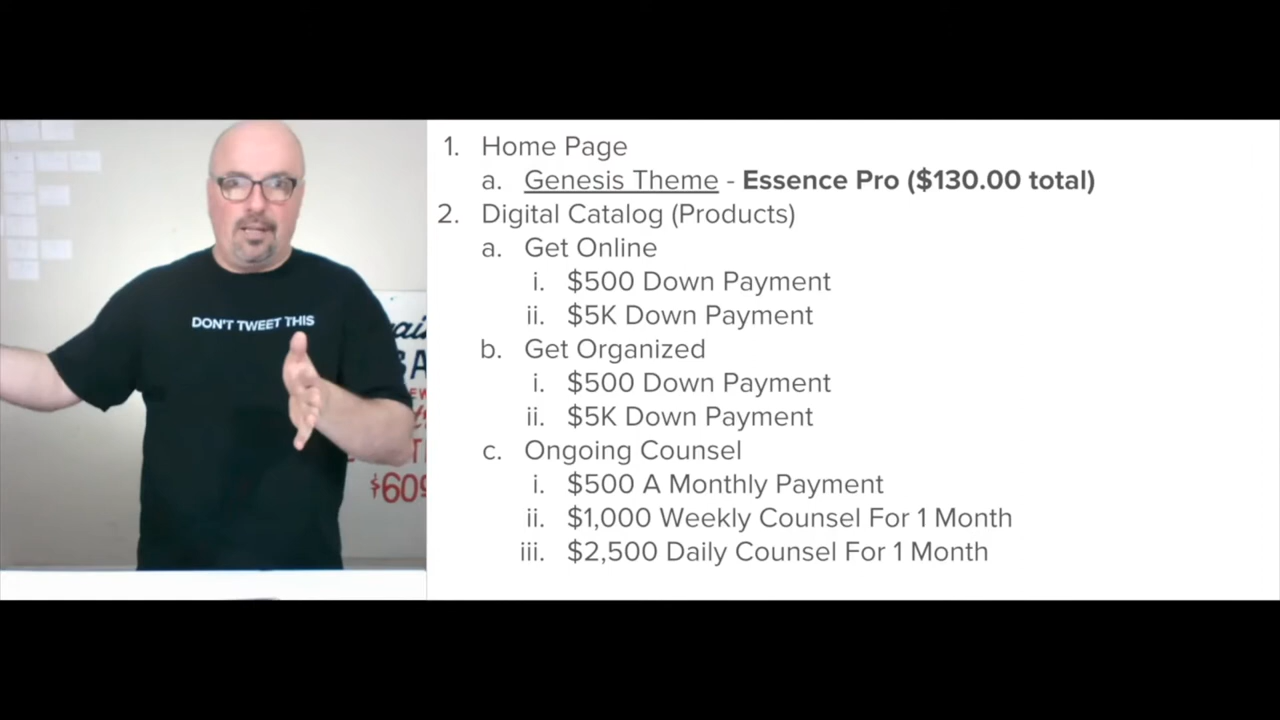 DON'T TWEET THIS
1. Home Page
a. Genesis Theme - Essence Pro ($130.00 total)
2. Digital Catalog (Products)
a. Get Online
i. $500 Down Payment
ii. $5K Down Payment
b. Get Organized
i. $500 Down Payment
ii. $5K Down Payment
c. Ongoing Counsel
i. $500 A Monthly Payment
ii. $1,000 Weekly Counsel For 1 Month
iii. $2,500 Daily Counsel For 1 Month